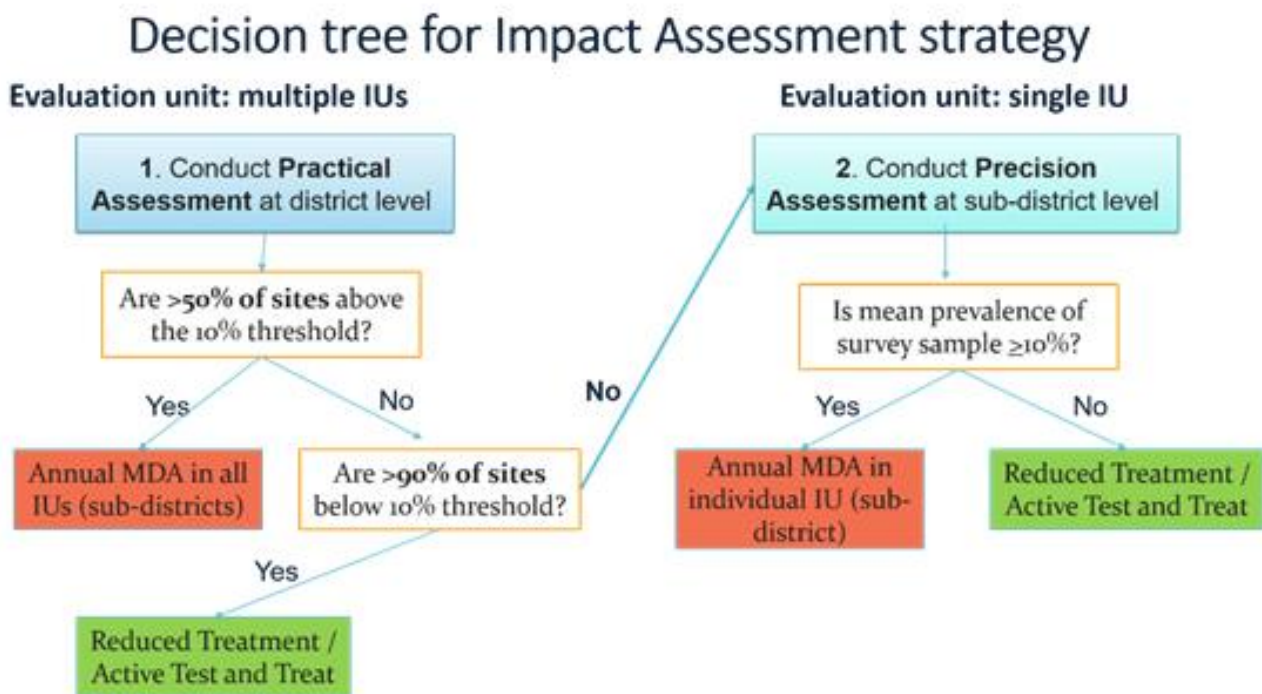 Decision tree for Impact Assessment strategy
Evaluation unit: multiple IUs
1. Conduct Practical
Assessment at district level
Are >50% of sites above
the 10% threshold?
Yes
No
Annual MDA in all
IUs (sub-districts)
Are >90% of sites
below 10% threshold?
Yes
Reduced Treatment /
Active Test and Treat
No
Evaluation unit: single IU
2. Conduct Precision
Assessment at sub-district level
Is mean prevalence of
survey sample ≥10%?
Yes
No
Annual MDA in
individual IU (sub-
district)
Reduced Treatment /
Active Test and Treat